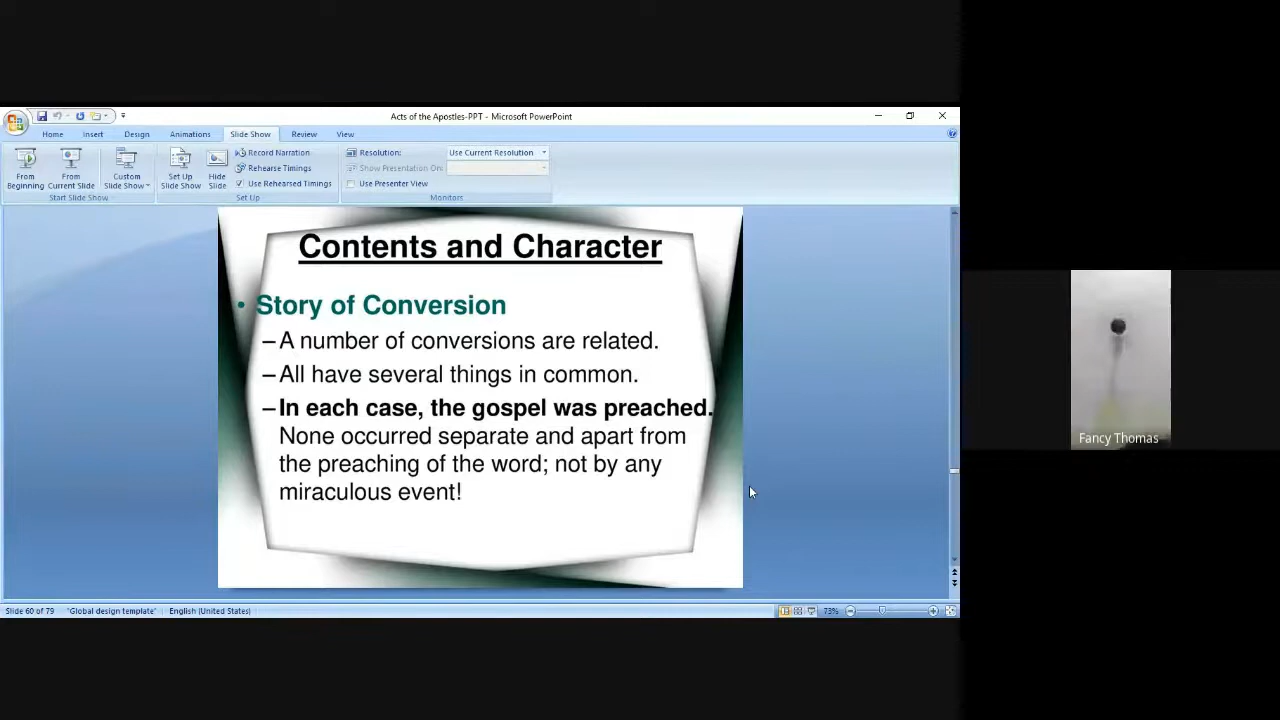 Acts of the Apostles-PPT - Microsoft PowerPoint
Home Insert Design Animations Slide Show Review View
From Beginning
From Current Slide
Custom Slide Show
Start Slide Show
Set Up Slide Show
Hide Slide
Record Narration
Rehearse Timings
Use Rehearsed Timings
Set Up
Resolution: Use Current Resolution
Show Presentation On:
Use Presenter View
Monitors
Contents and Character
• Story of Conversion
– A number of conversions are related.
– All have several things in common.
– In each case, the gospel was preached.
None occurred separate and apart from
the preaching of the word; not by any
miraculous event!
Fancy Thomas
Slide 60 of 79 "Global design template" English (United States) 73%